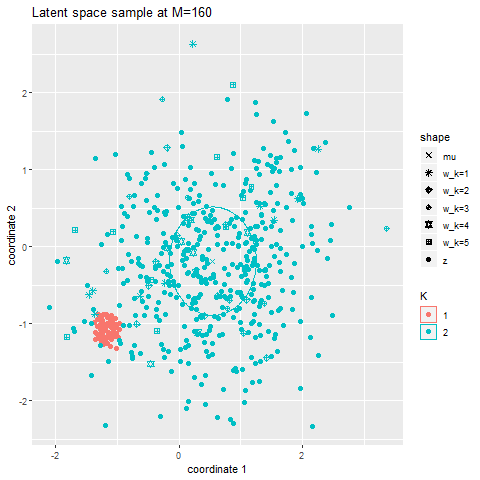 Latent space sample at M=160
coordinate 2
2
1
0
-1
-2
-2
0
2
coordinate 1
shape
mu
w_k=1
w_k=2
w_k=3
w_k=4
w_k=5
z
K
1
2